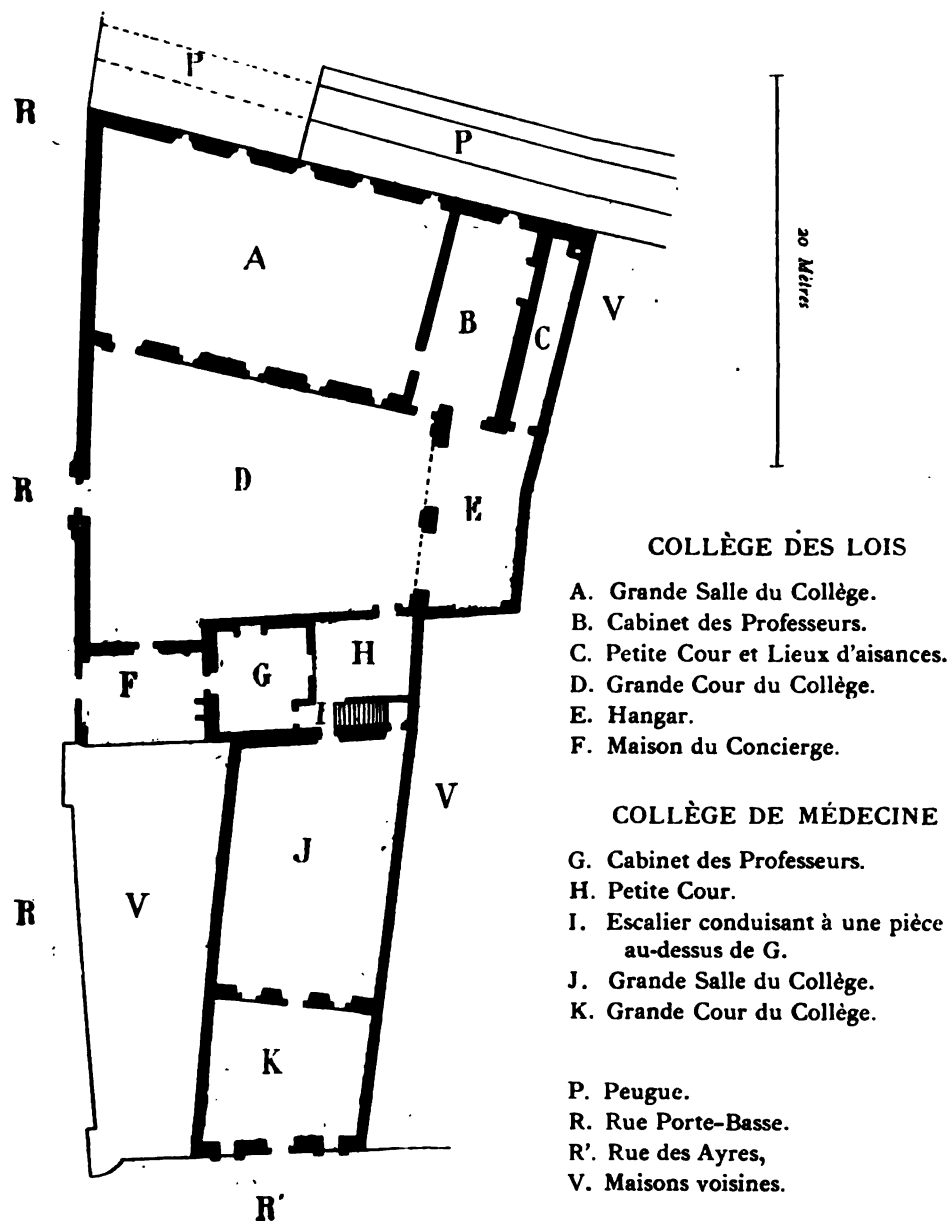 P
R
P
A
20 Mètres
V
B
C
R
D
E
COLLÈGE DES LOIS
A. Grande Salle du Collège.
B. Cabinet des Professeurs.
C. Petite Cour et Lieux d'aisances.
D. Grande Cour du Collège.
E. Hangar.
F. Maison du Concierge.
H
G
F
I
V
COLLÈGE DE MÉDECINE
G. Cabinet des Professeurs.
H. Petite Cour.
I. Escalier conduisant à une pièce
au-dessus de G.
J. Grande Salle du Collège.
K. Grande Cour du Collège.
J
R
V
K
P. Peugue.
R. Rue Porte-Basse.
R'. Rue des Ayres,
V. Maisons voisines.
R'